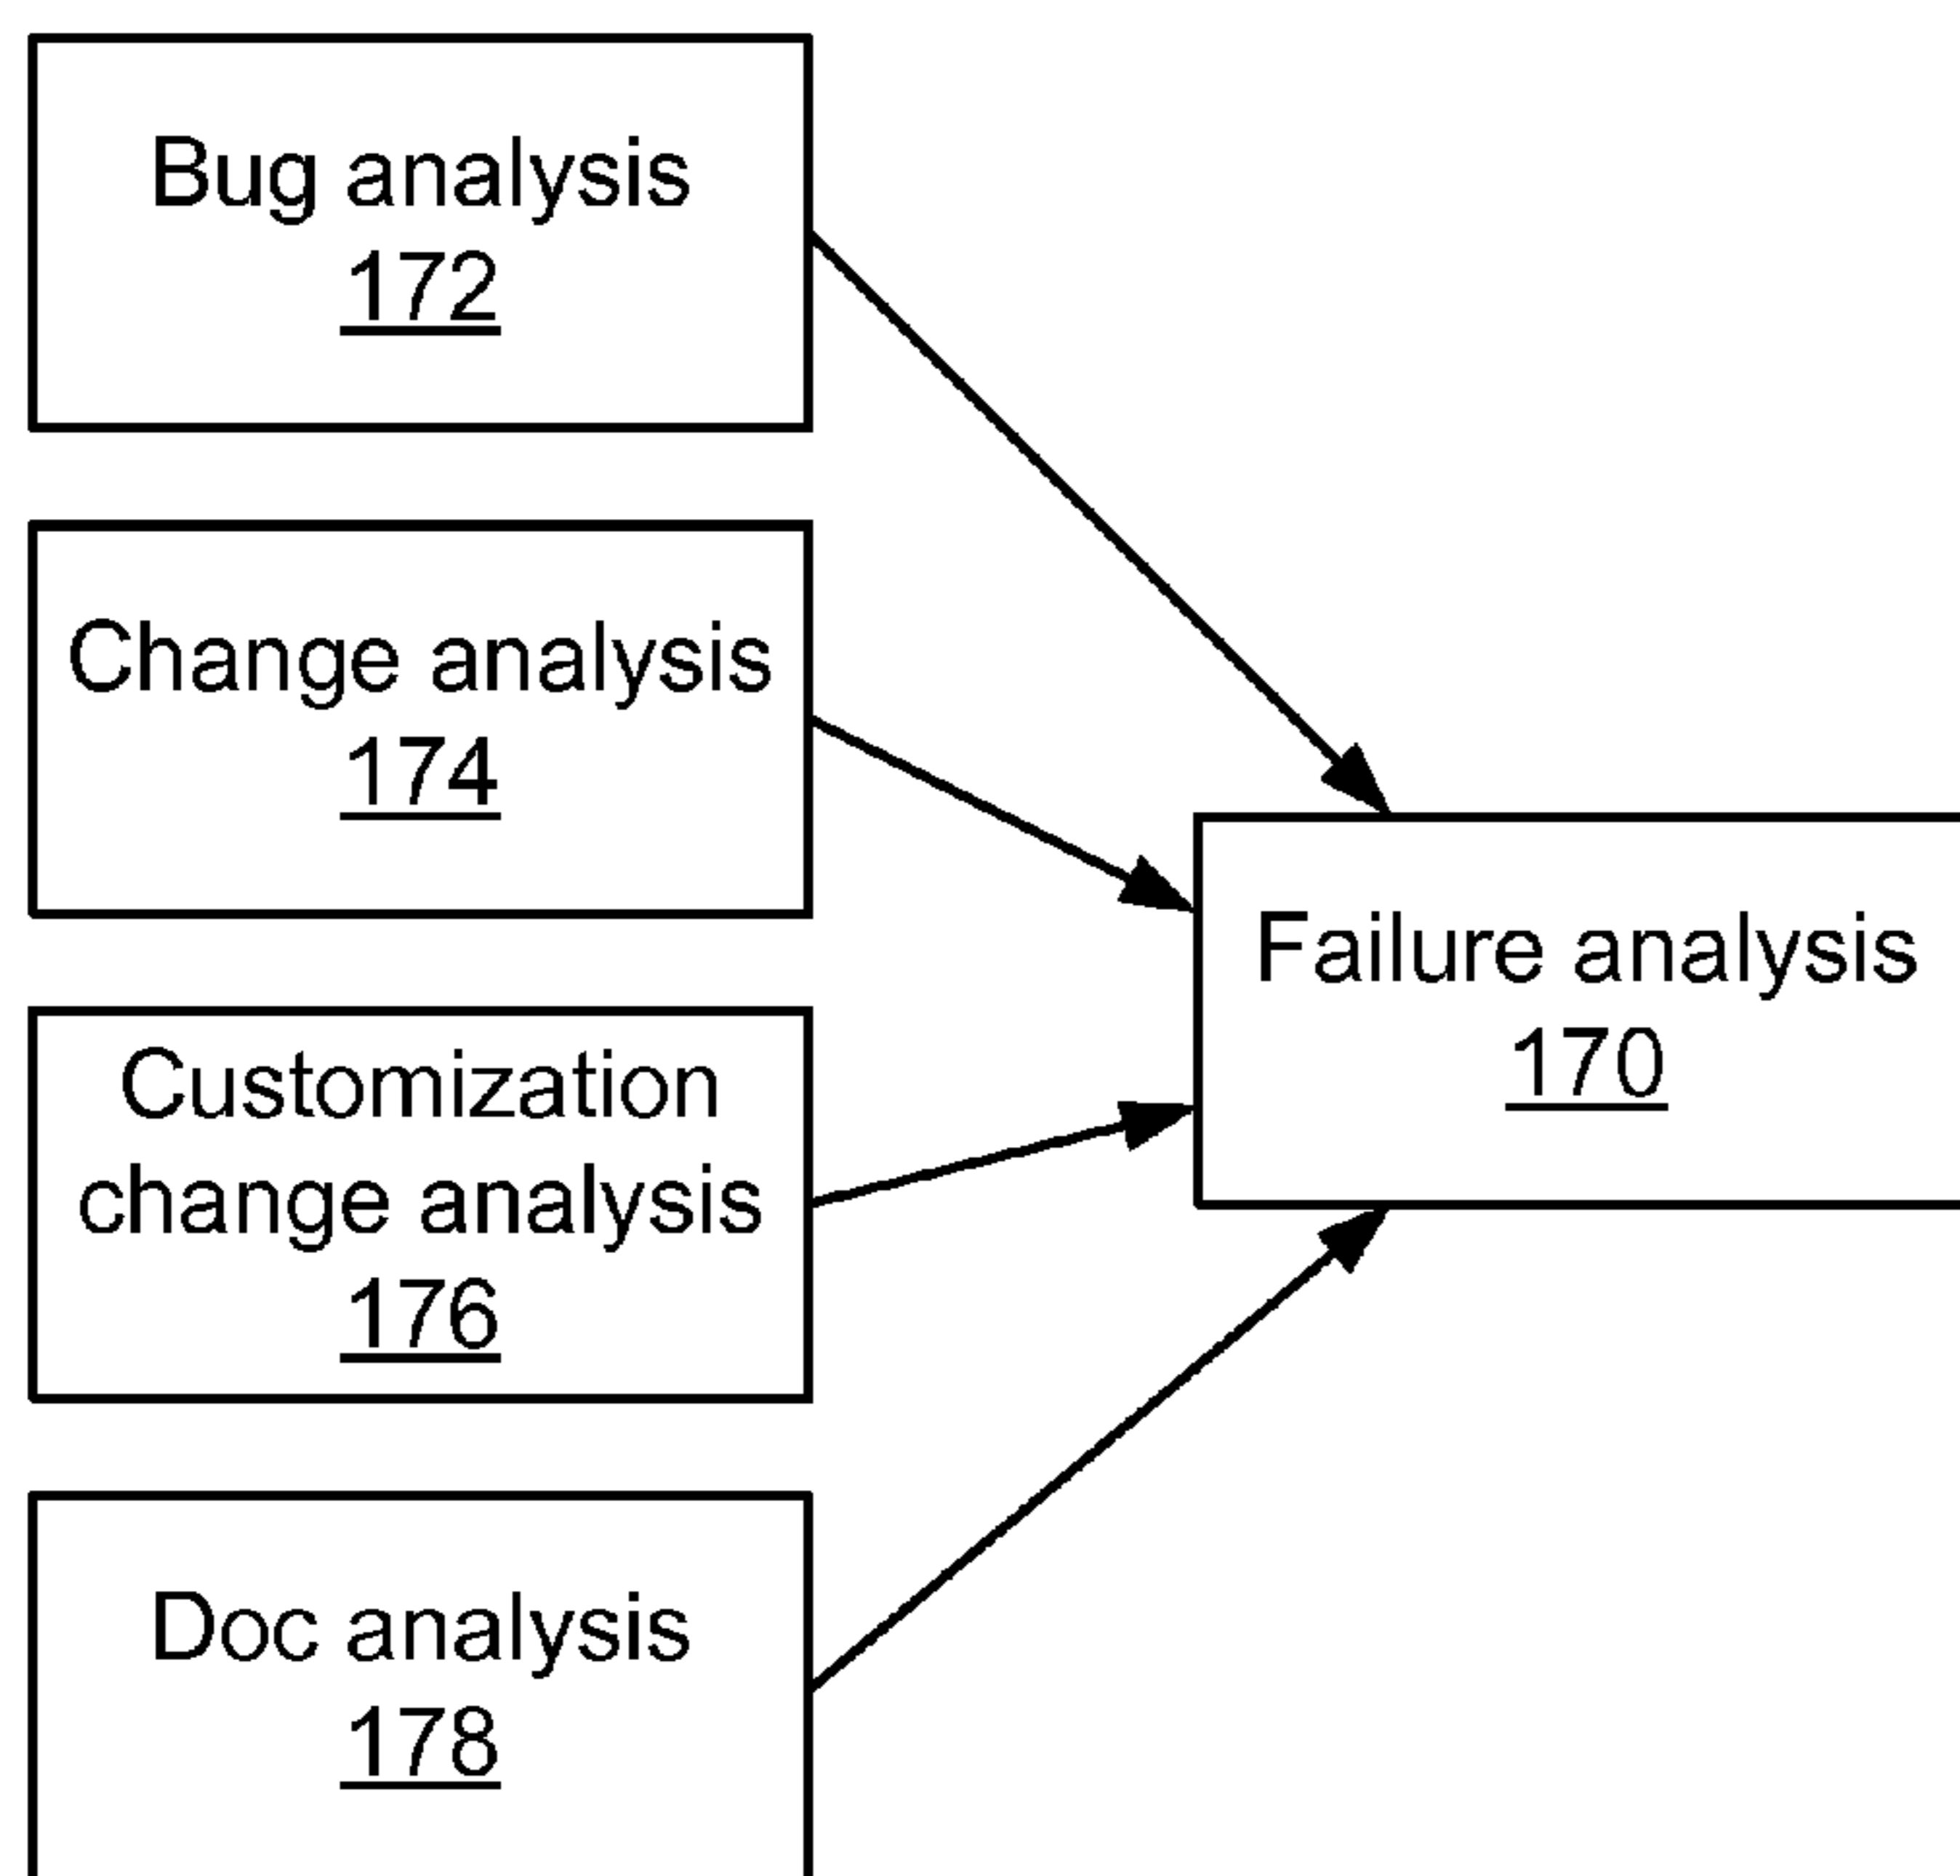 Bug analysis
172
Change analysis
174
Customization
change analysis
176
Doc analysis
178
Failure analysis
170